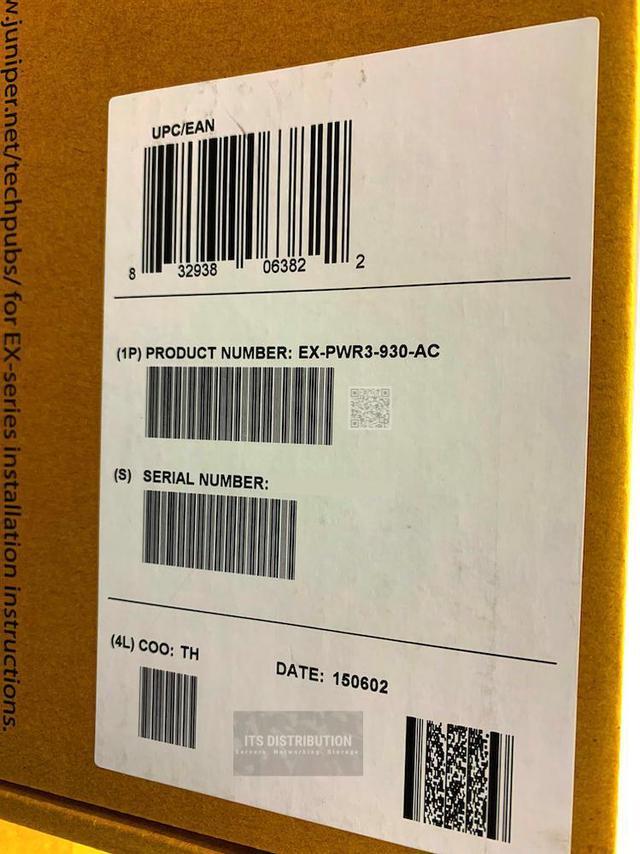 w.juniper.net/techpubs/ for EX-series installation instructions.
UPC/EAN
8 32938 06382 2
(1P) PRODUCT NUMBER: EX-PWR3-930-AC
(S) SERIAL NUMBER:
(4L) COO: TH
DATE: 150602
ITS DISTRIBUTION
Servers. Networking. Storage